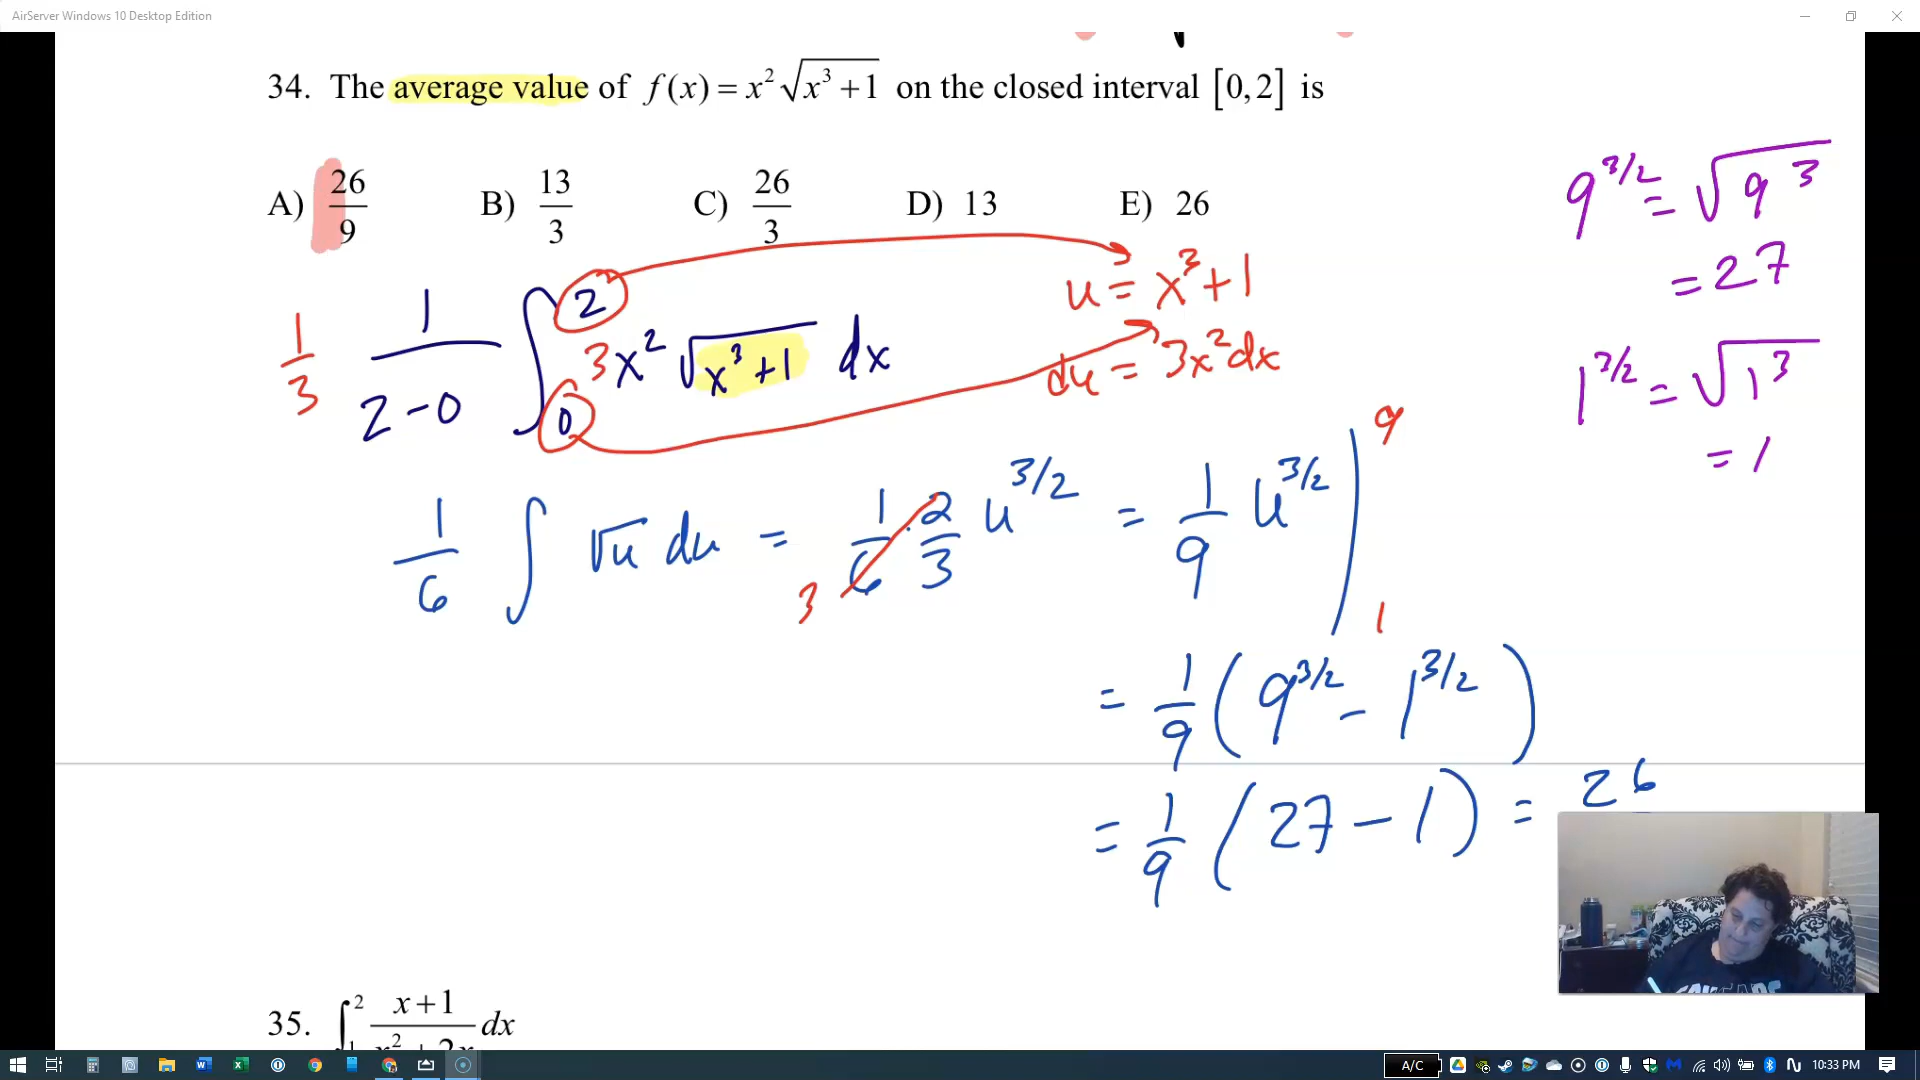 AirServer Windows 10 Desktop Edition
34. The average value of f(x) = x² √(x³ + 1) on the closed interval [0, 2] is
A) 26/9 B) 13/3 C) 26/3 D) 13 E) 26
9^(3/2) = √(9³)
= 27
1^(3/2) = √(1³)
= 1
u = x³ + 1
du = 3x² dx
1/3 1/(2-0) ∫₀² 3x² √(x³+1) dx
1/6 ∫ √u du = 1/6 · 2/3 u^(3/2) = 1/9 u^(3/2) |₁⁹
3
= 1/9 (9^(3/2) - 1^(3/2))
= 1/9 (27 - 1) = 26
35. ∫₁² (x+1)/(x² + 2x) dx
A/C
10:33 PM